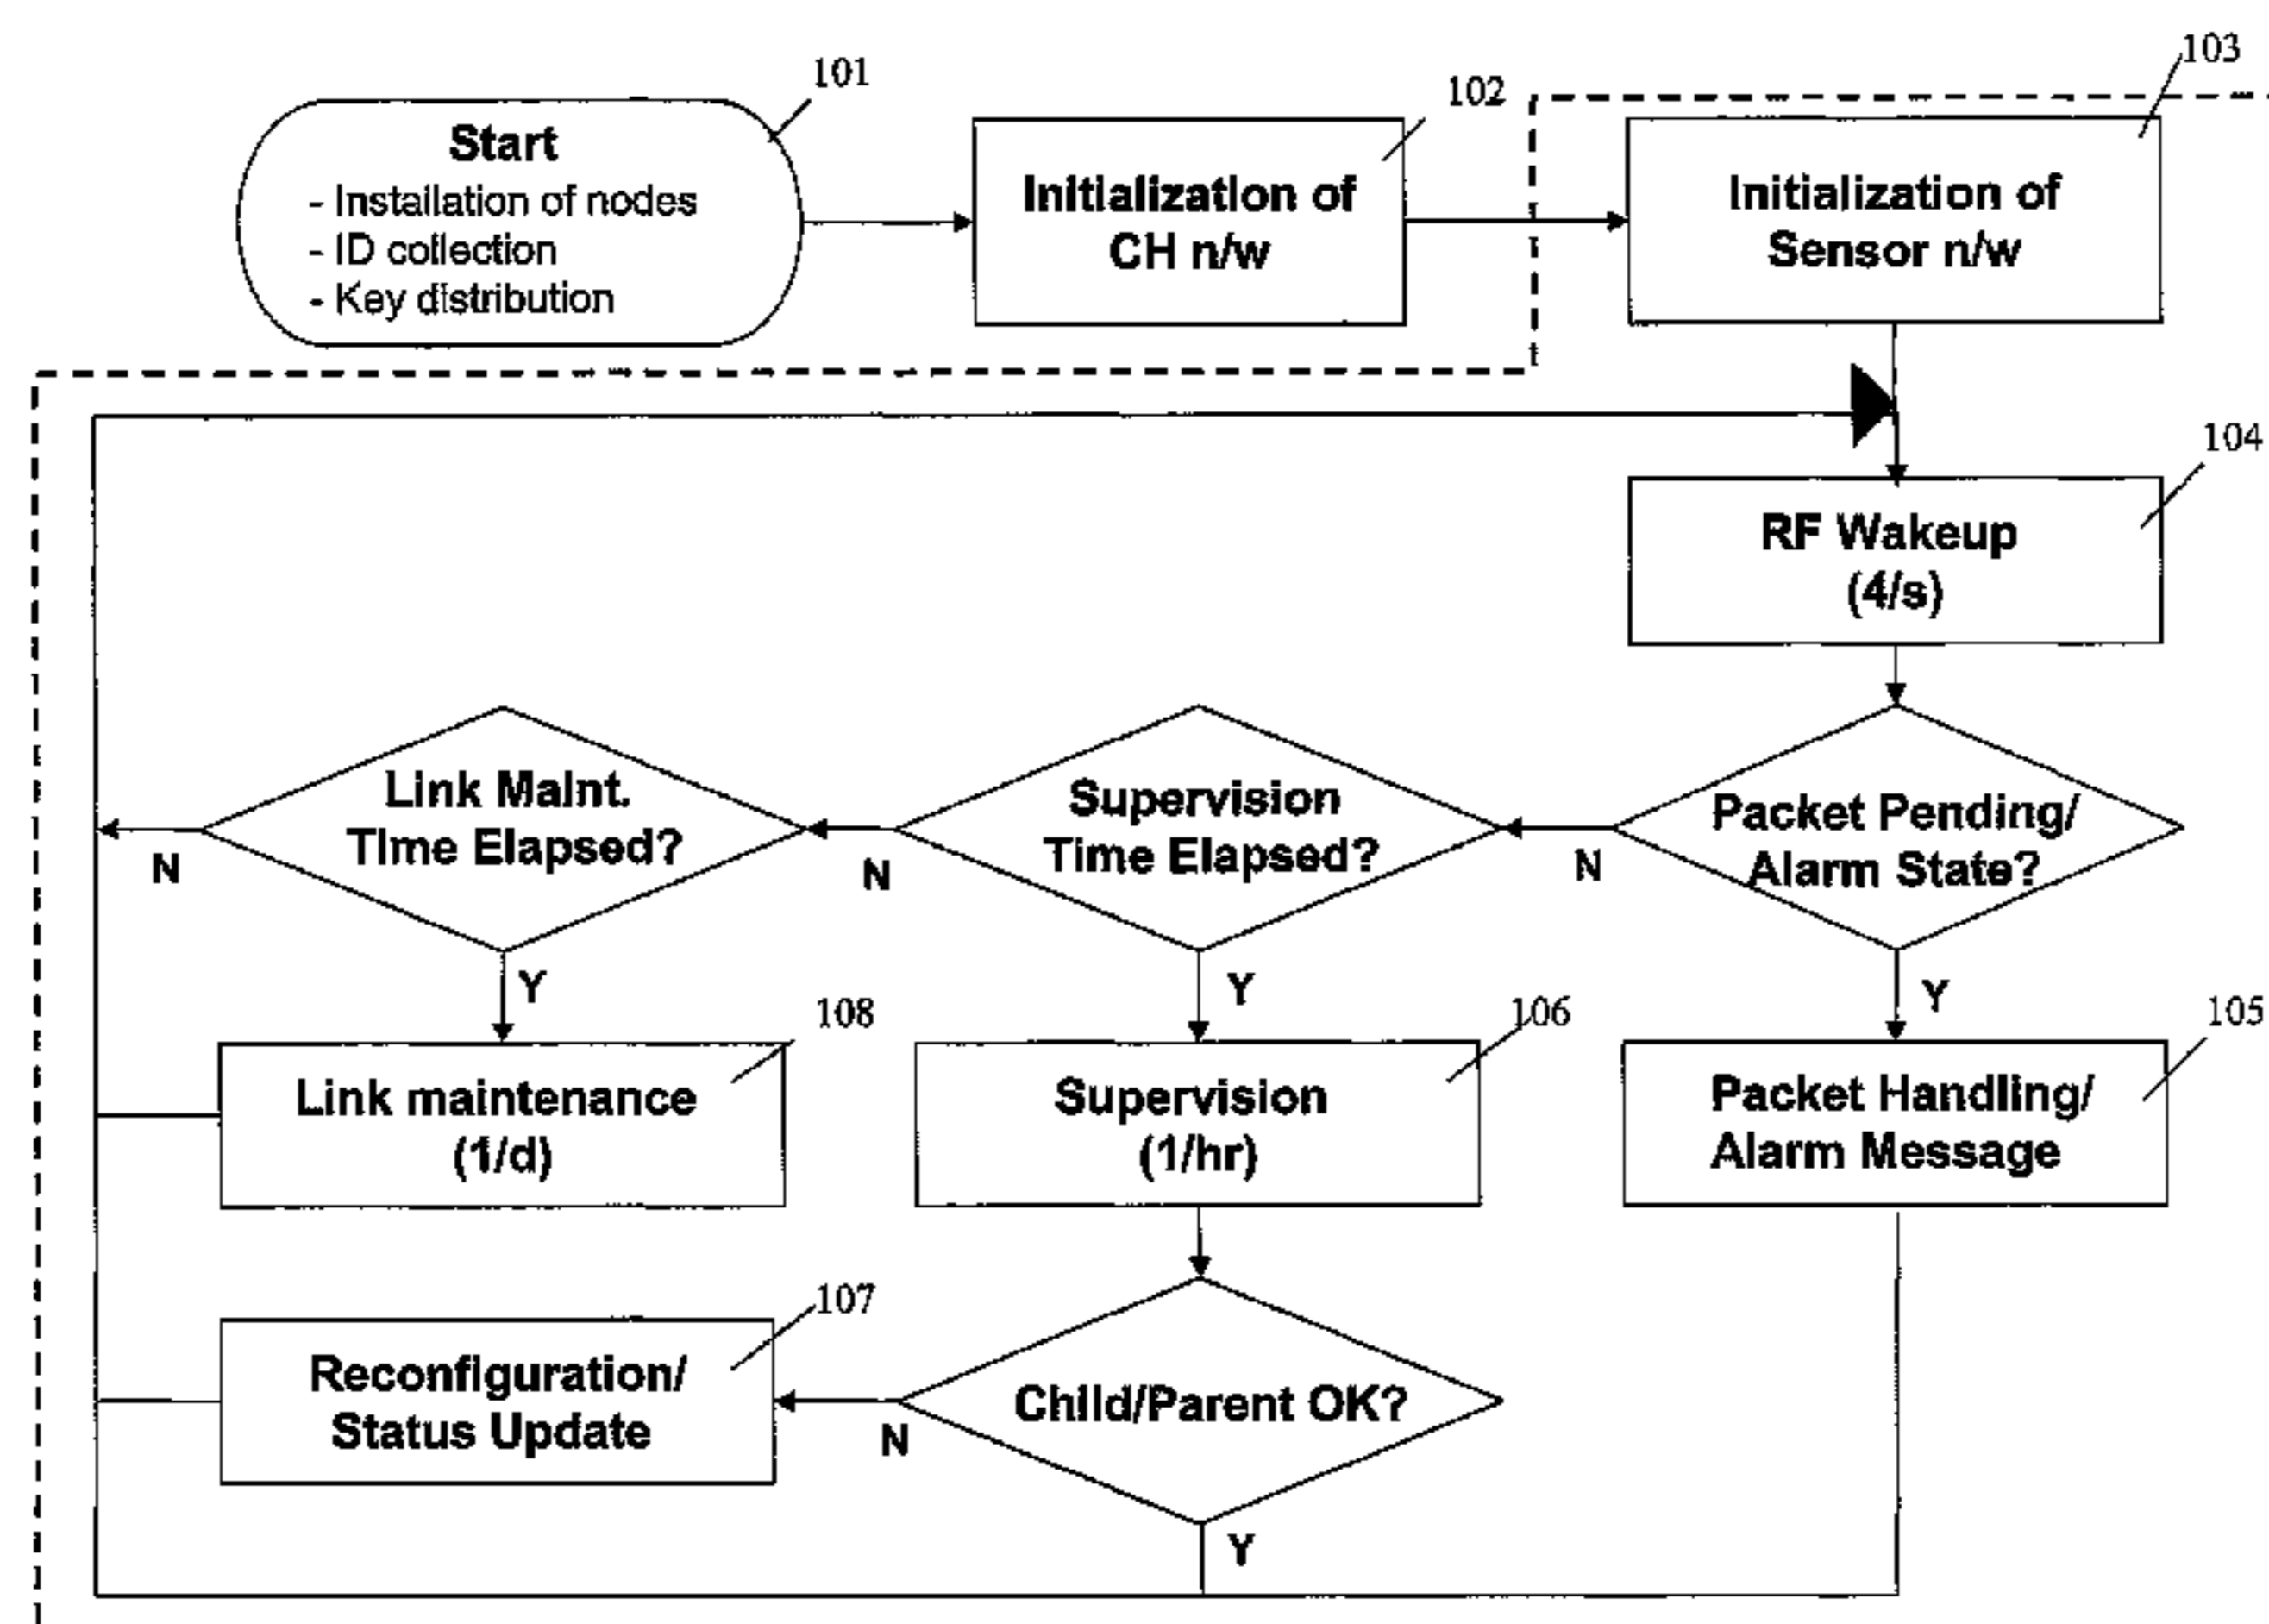 101
Start
- Installation of nodes
- ID collection
- Key distribution
102
Initialization of
CH n/w
103
Initialization of
Sensor n/w
104
RF Wakeup
(4/s)
Link Maint.
Time Elapsed?
N
Y
Supervision
Time Elapsed?
N
Y
Packet Pending/
Alarm State?
N
Y
108
Link maintenance
(1/d)
106
Supervision
(1/hr)
105
Packet Handling/
Alarm Message
107
Reconfiguration/
Status Update
N
Child/Parent OK?
Y